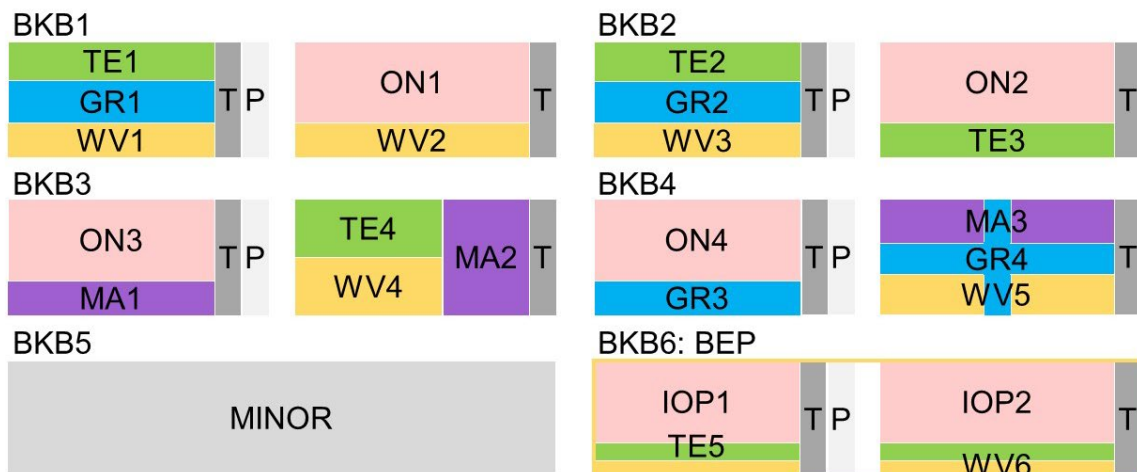 BKB1
TE1
GR1
WV1
T P
ON1
WV2
T
BKB2
TE2
GR2
WV3
T P
ON2
TE3
T
BKB3
ON3
MA1
T P
TE4
WV4
MA2
T
BKB4
ON4
GR3
T P
MA3
GR4
WV5
T
BKB5
MINOR
BKB6: BEP
IOP1
TE5
T P
IOP2
WV6
T